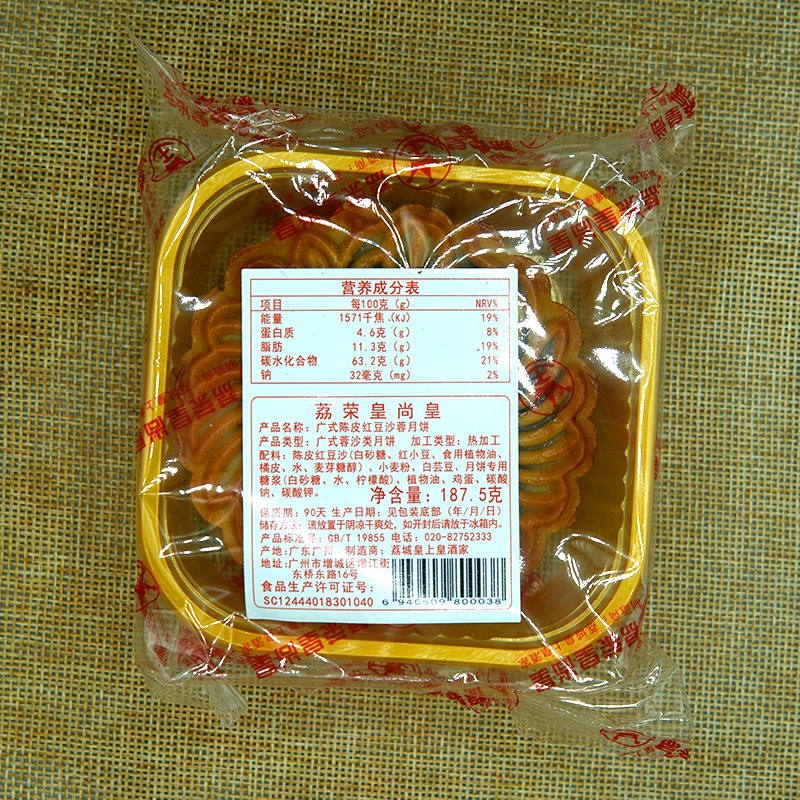 营养成分表
项目 每100克(g) NRV%
能量 1571千焦(KJ) 19%
蛋白质 4.6克(g) 8%
脂肪 11.3克(g) 19%
碳水化合物 63.2克(g) 21%
钠 32毫克(mg) 2%
荔荣皇尚皇
产品名称：广式陈皮红豆沙蓉月饼
产品类型：广式蓉沙类月饼 加工类型：热加工
配料：陈皮红豆沙(白砂糖、红小豆、食用植物油、
橘皮、水、麦芽糖醇)、小麦粉、白芸豆、月饼专用
糖浆(白砂糖、水、柠檬酸)、植物油、鸡蛋、碳酸
钠、碳酸钾。 净含量：187.5克
保质期：90天 生产日期：见包装底部（年/月/日）
储存方法：请放置于阴凉干爽处，如开封后请放于冰箱内。
产品标准号：GB/T 19855 电话：020-82752333
产地：广东广州 制造商：荔城皇上皇酒家
地址：广州市增城区增江街
东桥东路16号
食品生产许可证号：
SC12444018301040
6 940509 800038